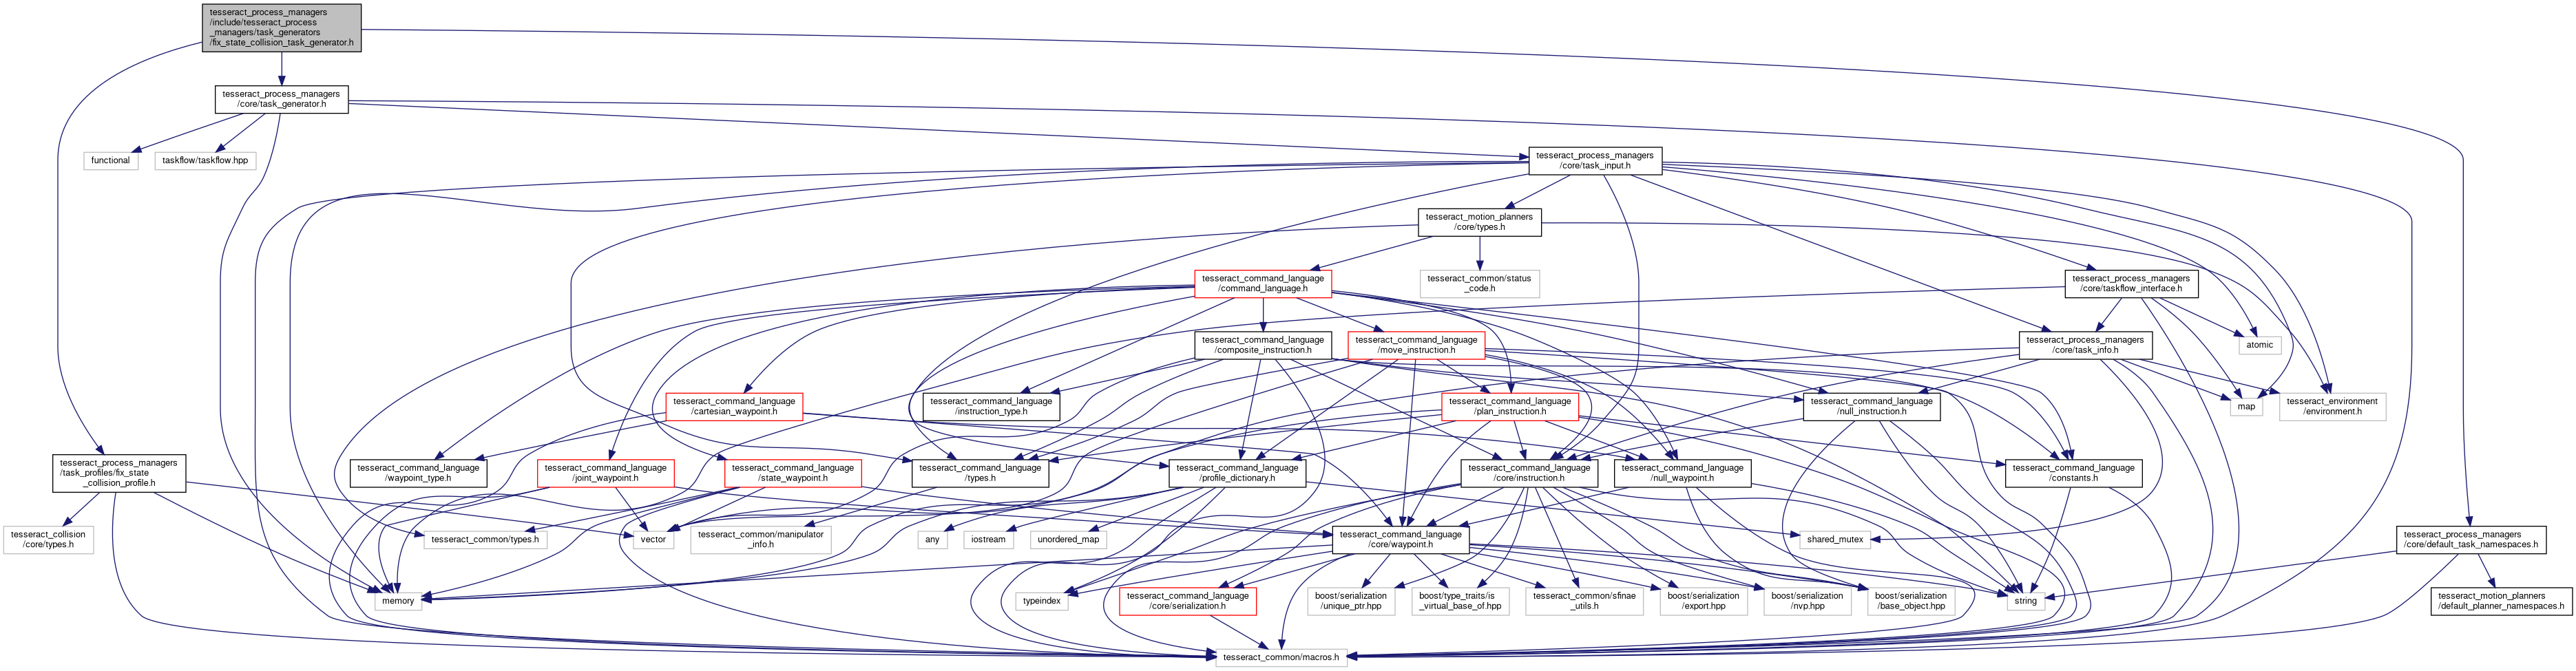 tesseract_process_managers
/include/tesseract_process
_managers/task_generators
/fix_state_collision_task_generator.h
tesseract_process_managers
/core/task_generator.h
functional
taskflow/taskflow.hpp
tesseract_process_managers
/core/task_input.h
tesseract_motion_planners
/core/types.h
tesseract_command_language
/command_language.h
tesseract_common/status
_code.h
tesseract_process_managers
/core/taskflow_interface.h
tesseract_command_language
/composite_instruction.h
tesseract_command_language
/move_instruction.h
atomic
tesseract_process_managers
/core/task_info.h
tesseract_command_language
/cartesian_waypoint.h
tesseract_command_language
/instruction_type.h
tesseract_command_language
/plan_instruction.h
tesseract_command_language
/null_instruction.h
map
tesseract_environment
/environment.h
tesseract_process_managers
/task_profiles/fix_state
_collision_profile.h
tesseract_command_language
/waypoint_type.h
tesseract_command_language
/joint_waypoint.h
tesseract_command_language
/state_waypoint.h
tesseract_command_language
/types.h
tesseract_command_language
/profile_dictionary.h
tesseract_command_language
/core/instruction.h
tesseract_command_language
/null_waypoint.h
tesseract_command_language
/constants.h
tesseract_collision
/core/types.h
tesseract_common/types.h
vector
tesseract_common/manipulator
_info.h
any
iostream
unordered_map
tesseract_command_language
/core/waypoint.h
shared_mutex
tesseract_process_managers
/core/default_task_namespaces.h
memory
typeindex
tesseract_command_language
/core/serialization.h
boost/serialization
/unique_ptr.hpp
boost/type_traits/is
_virtual_base_of.hpp
tesseract_common/sfinae
_utils.h
boost/serialization
/export.hpp
boost/serialization
/nvp.hpp
boost/serialization
/base_object.hpp
string
tesseract_motion_planners
/default_planner_namespaces.h
tesseract_common/macros.h